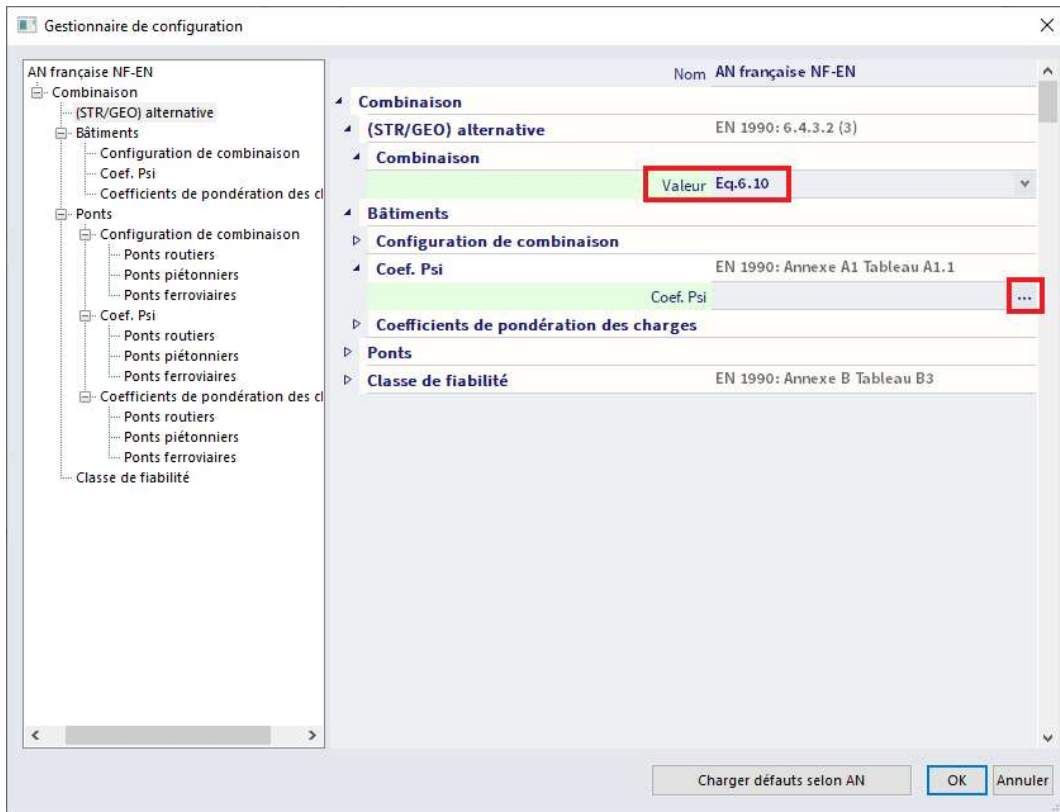 Gestionnaire de configuration
AN française NF-EN
Combinaison
(STR/GEO) alternative
Bâtiments
Configuration de combinaison
Coef. Psi
Coefficients de pondération des cl
Ponts
Configuration de combinaison
Ponts routiers
Ponts piétonniers
Ponts ferroviaires
Coef. Psi
Ponts routiers
Ponts piétonniers
Ponts ferroviaires
Coefficients de pondération des cl
Ponts routiers
Ponts piétonniers
Ponts ferroviaires
Classe de fiabilité
Nom AN française NF-EN
Combinaison
(STR/GEO) alternative EN 1990: 6.4.3.2 (3)
Combinaison
Valeur Eq.6.10
Bâtiments
Configuration de combinaison
Coef. Psi EN 1990: Annexe A1 Tableau A1.1
Coef. Psi ...
Coefficients de pondération des charges
Ponts
Classe de fiabilité EN 1990: Annexe B Tableau B3
Charger défauts selon AN OK Annuler